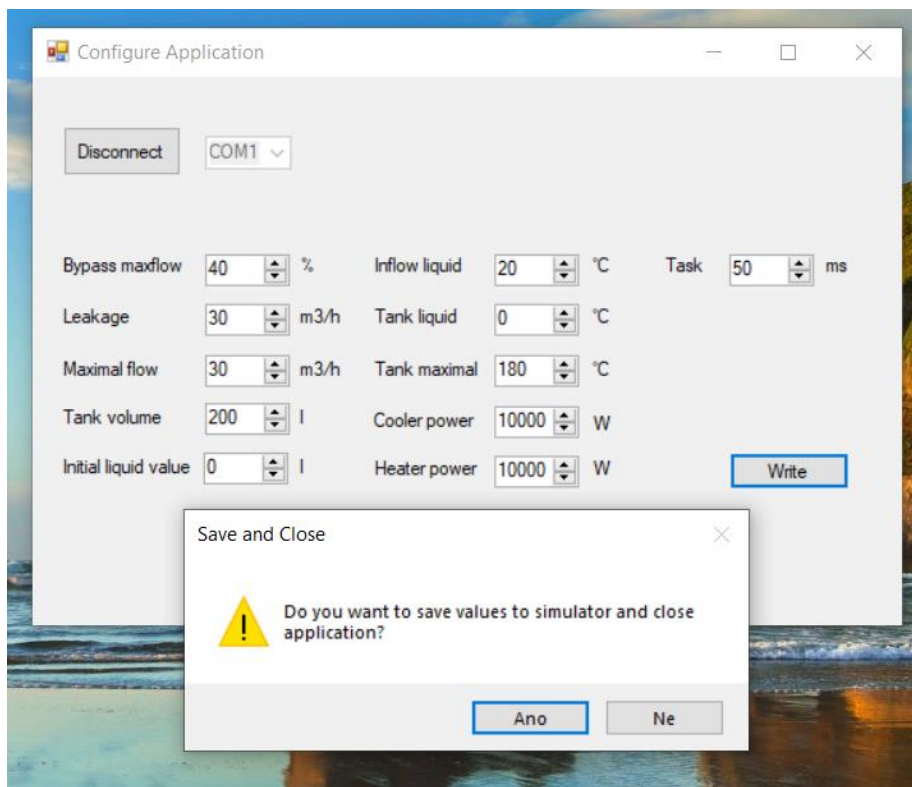 Configure Application
Disconnect COM1
Bypass maxflow 40 % Inflow liquid 20 °C Task 50 ms
Leakage 30 m3/h Tank liquid 0 °C
Maximal flow 30 m3/h Tank maximal 180 °C
Tank volume 200 l Cooler power 10000 W
Initial liquid value 0 l Heater power 10000 W
Write
Save and Close
Do you want to save values to simulator and close
application?
Ano Ne